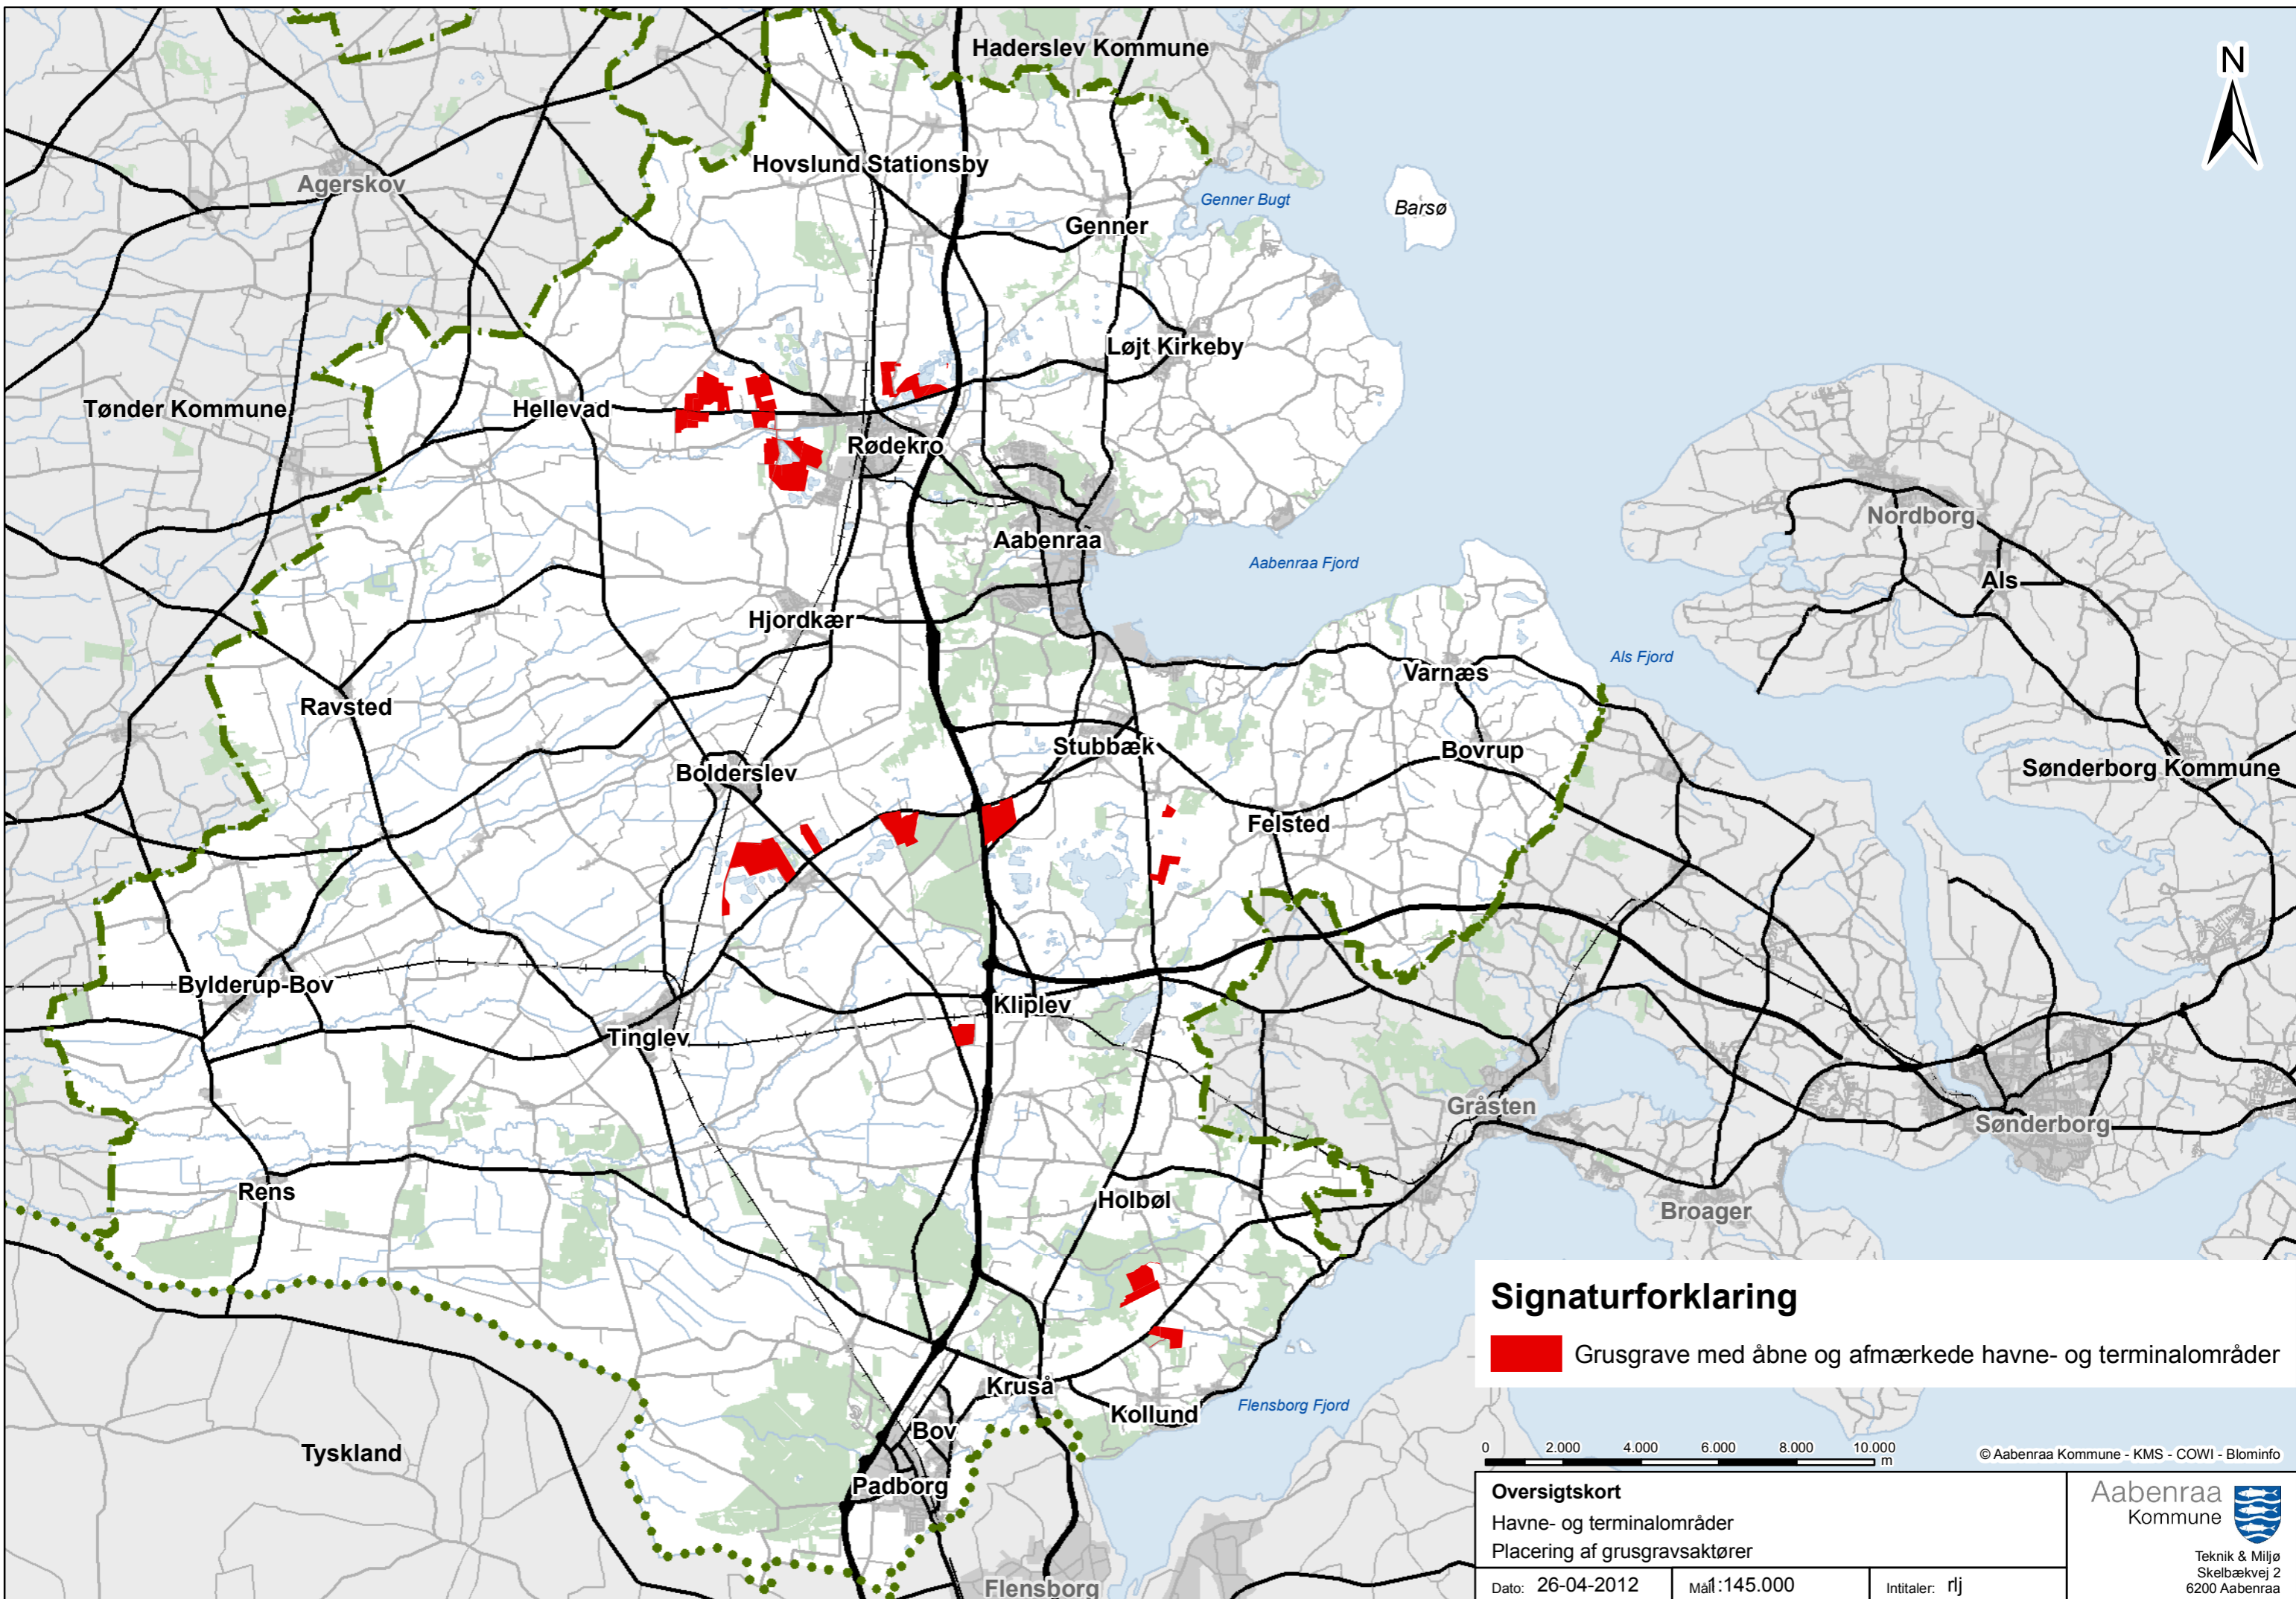 Haderslev Kommune
N
Hovslund Stationsby
Agerskov
Genner Bugt
Barsø
Genner
Løjt Kirkeby
Tønder Kommune
Hellevad
Rødekro
Nordborg
Aabenraa
Aabenraa Fjord
Als
Hjordkær
Als Fjord
Varnæs
Ravsted
Stubbæk
Bovrup
Bolderslev
Sønderborg Kommune
Felsted
Bylderup-Bov
Kliplev
Tinglev
Gråsten
Sønderborg
Rens
Holbøl
Broager
Signaturforklaring
Grusgrave med åbne og afmærkede havne- og terminalområder
Kruså
Kollund
Flensborg Fjord
Bov
Tyskland
Padborg
Flensborg
0 2.000 4.000 6.000 8.000 10.000
m
© Aabenraa Kommune - KMS - COWI - Blominfo
Oversigtskort
Havne- og terminalområder
Placering af grusgravsaktører
Dato: 26-04-2012 Mål: 1:145.000 Intitaler: rlj
Aabenraa
Kommune
Teknik & Miljø
Skelbækvej 2
6200 Aabenraa